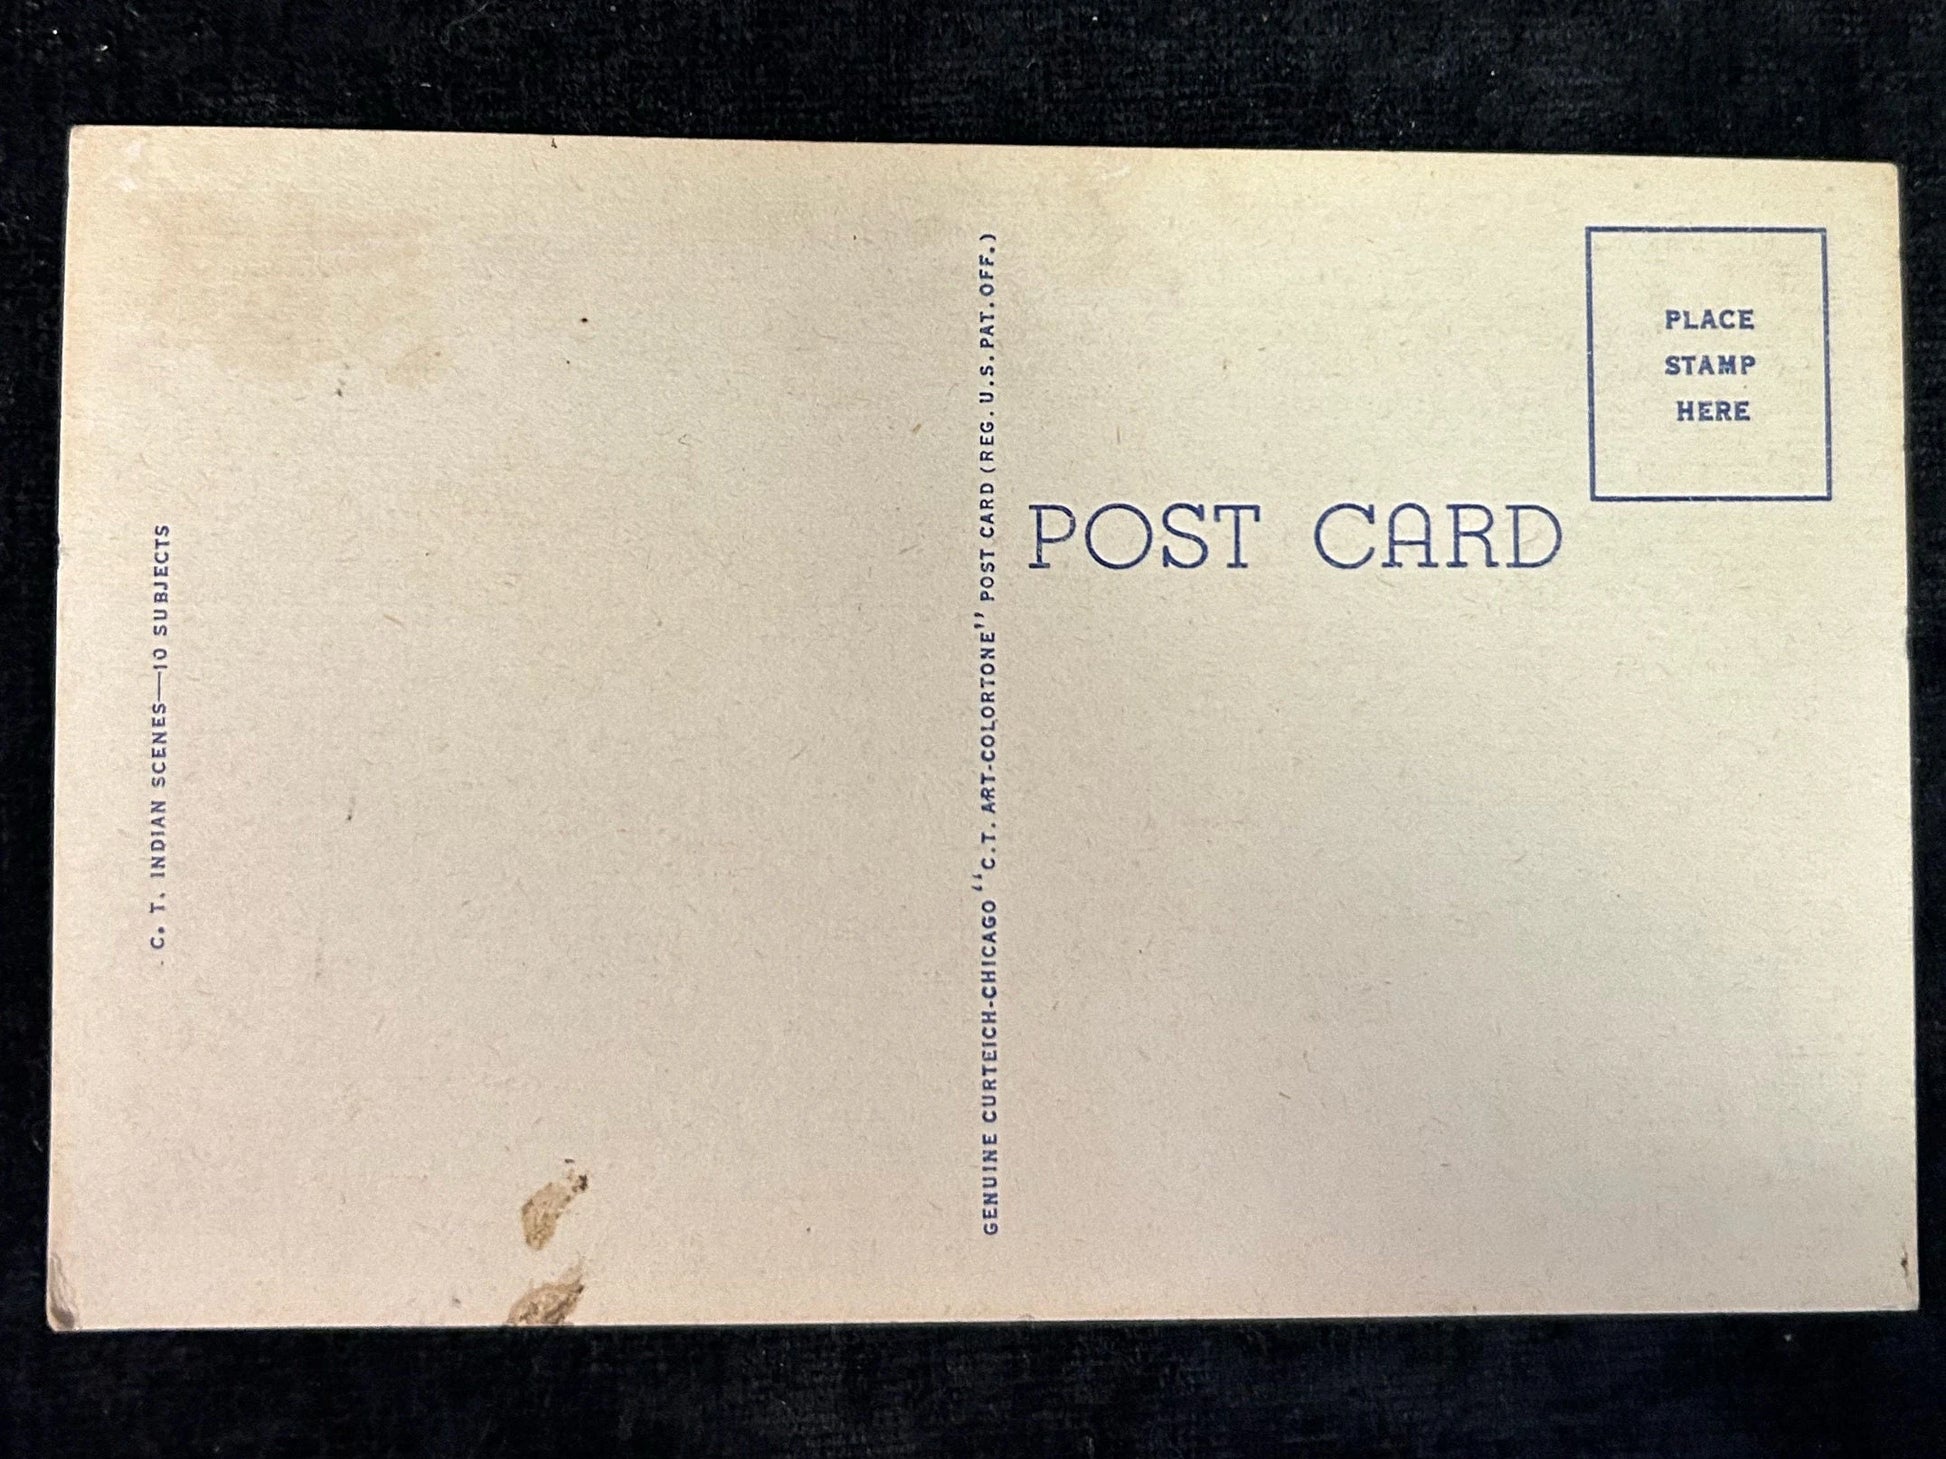 C. T. INDIAN SCENES—10 SUBJECTS
GENUINE CURTEICH-CHICAGO "C.T. ART-COLORTONE" POST CARD (REG. U.S. PAT. OFF.)
PLACE
STAMP
HERE
POST CARD